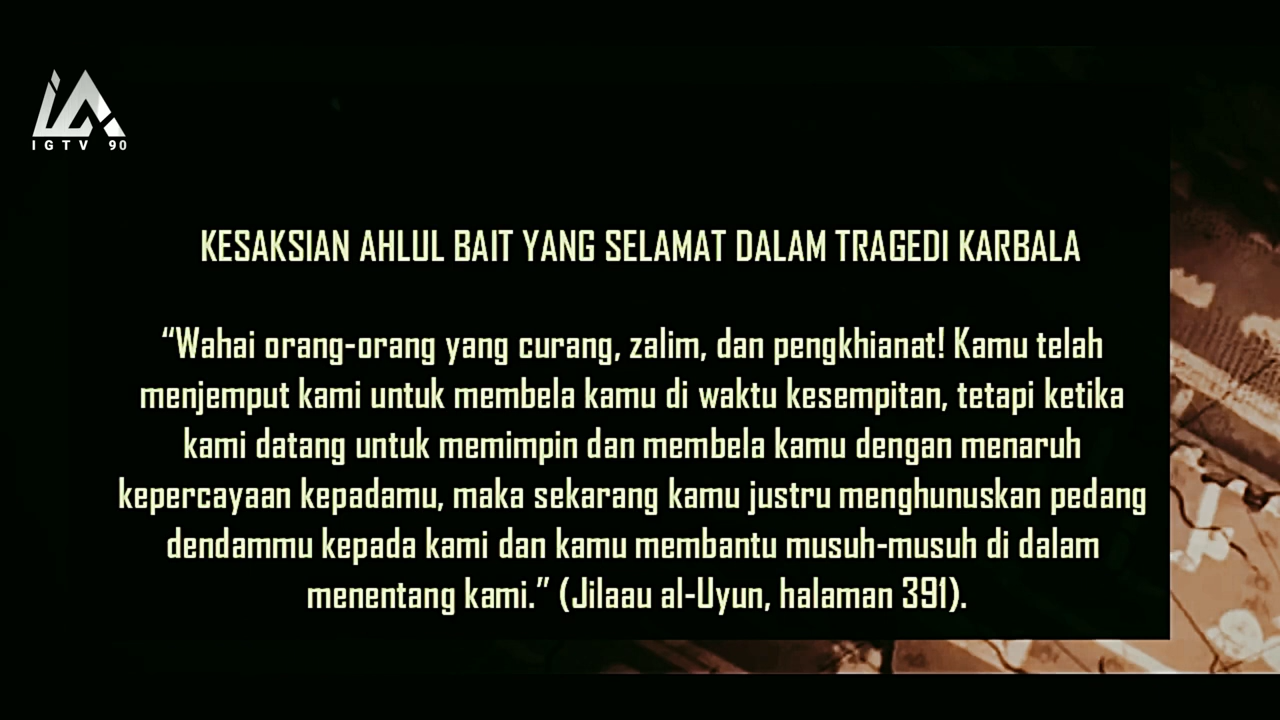 IA
IGTV 90
KESAKSIAN AHLUL BAIT YANG SELAMAT DALAM TRAGEDI KARBALA
“Wahai orang-orang yang curang, zalim, dan pengkhianat! Kamu telah
menjemput kami untuk membela kamu di waktu kesempitan, tetapi ketika
kami datang untuk memimpin dan membela kamu dengan menaruh
kepercayaan kepadamu, maka sekarang kamu justru menghunuskan pedang
dendammu kepada kami dan kamu membantu musuh-musuh di dalam
menentang kami.” (Jilaau al-Uyun, halaman 391).